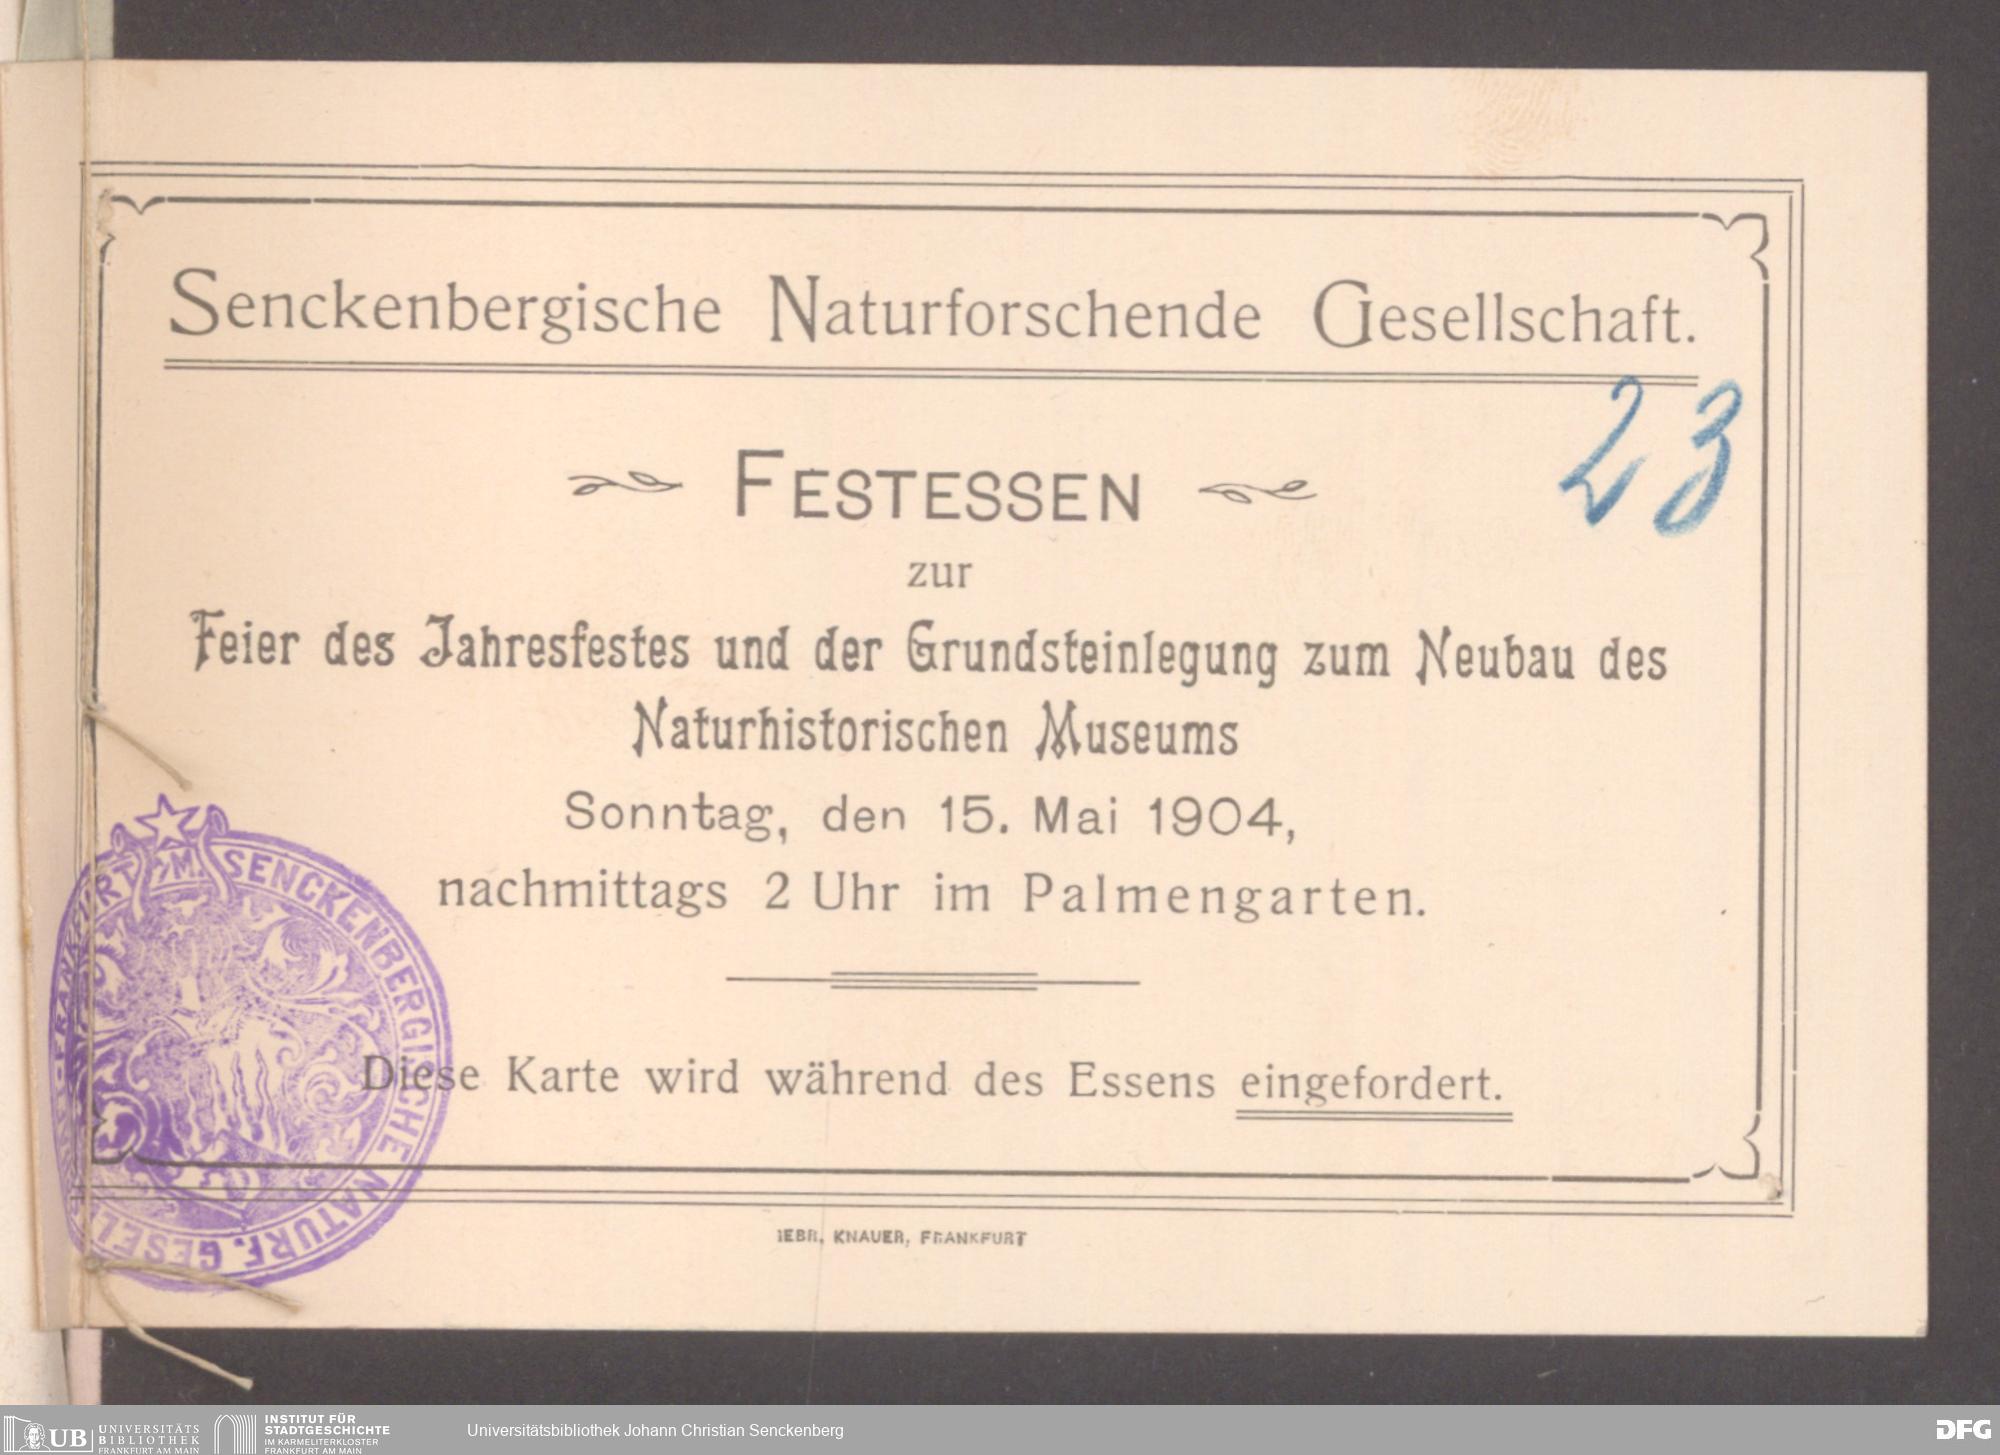 Senckenbergische Naturforschende Gesellschaft.
23
FESTESSEN
zur
Feier des Jahresfestes und der Grundsteinlegung zum Neubau des
Naturhistorischen Museums
Sonntag, den 15. Mai 1904,
nachmittags 2 Uhr im Palmengarten.
SENCKENBERGISCHE NATURF. GESELL
FRANKFURT A/M.
Diese Karte wird während des Essens eingefordert.
GEBR. KNAUER, FRANKFURT
UB
UNIVERSITÄTS
BIBLIOTHEK
FRANKFURT AM MAIN
INSTITUT FÜR
STADTGESCHICHTE
IM KARMELITERKLOSTER
FRANKFURT AM MAIN
Universitätsbibliothek Johann Christian Senckenberg
DFG